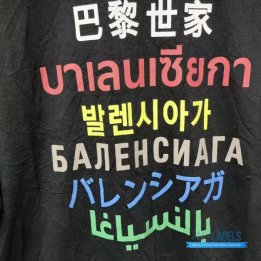 巴黎世家
บาเลนเซียกา
발렌시아가
БАЛЕНСИАГА
バレンシアガ
بالنسياغا
LABELS